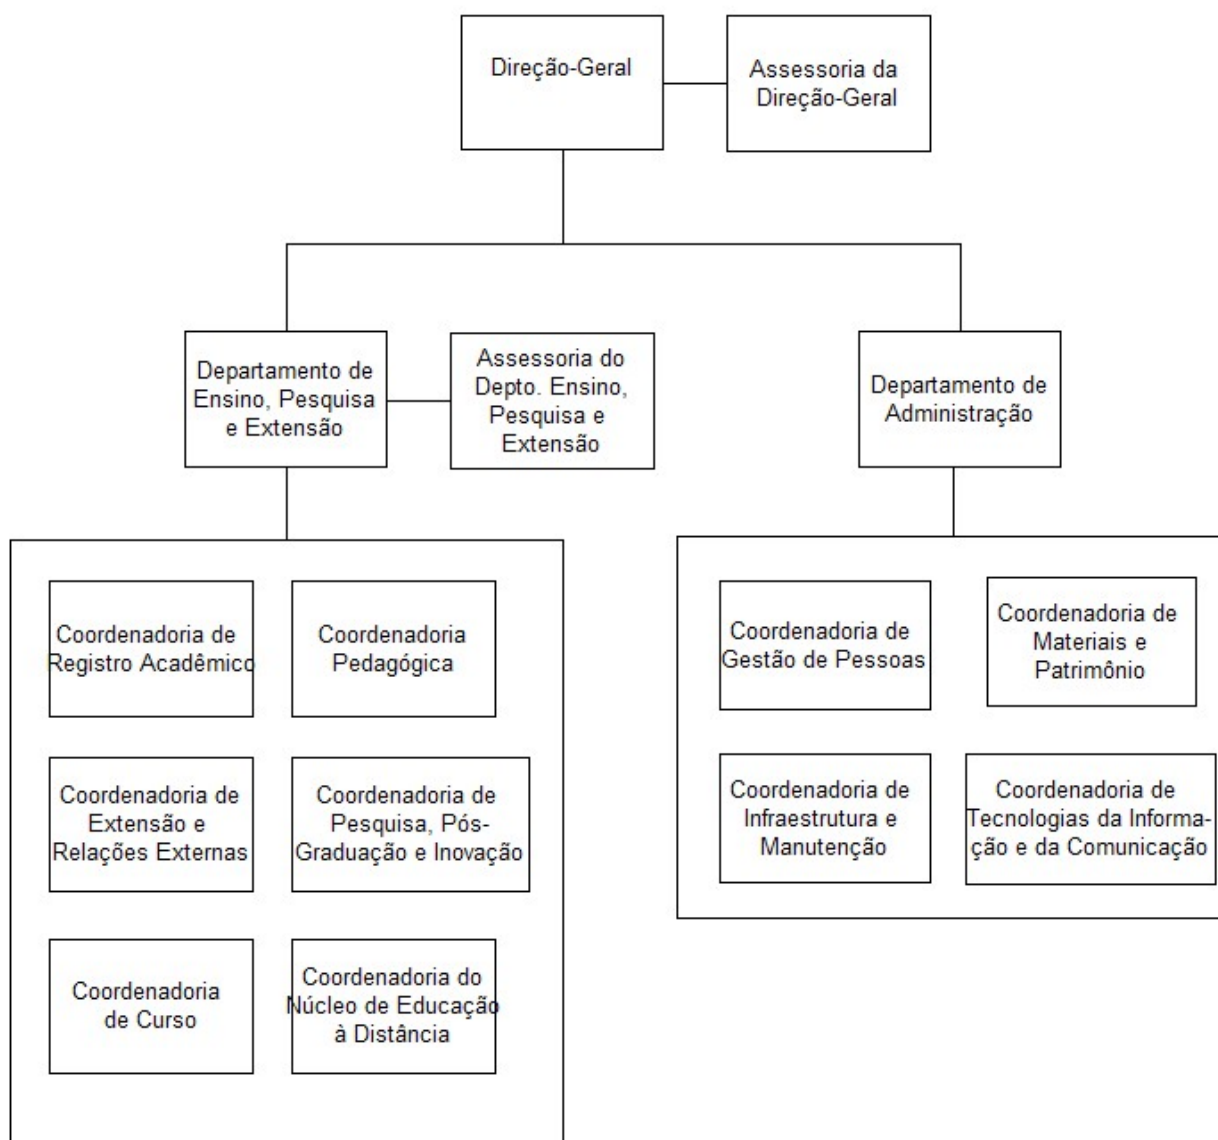 Direção-Geral
Assessoria da
Direção-Geral
Departamento de
Ensino, Pesquisa
e Extensão
Assessoria do
Depto. Ensino,
Pesquisa e
Extensão
Departamento de
Administração
Coordenadoria de
Registro Acadêmico
Coordenadoria
Pedagógica
Coordenadoria de
Extensão e
Relações Externas
Coordenadoria de
Pesquisa, Pós-
Graduação e Inovação
Coordenadoria
de Curso
Coordenadoria do
Núcleo de Educação
à Distância
Coordenadoria de
Gestão de Pessoas
Coordenadoria de
Materiais e
Patrimônio
Coordenadoria de
Infraestrutura e
Manutenção
Coordenadoria de
Tecnologias da Informa-
ção e da Comunicação